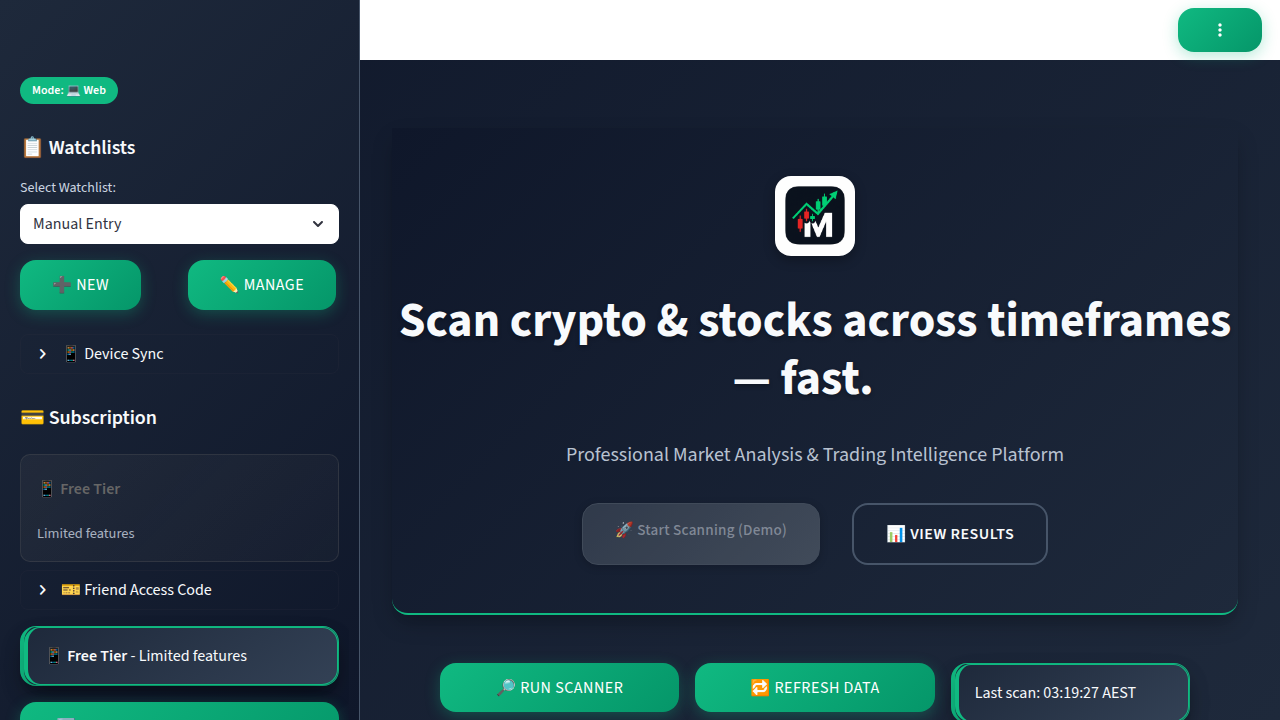 Mode: 💻 Web
📋 Watchlists
Select Watchlist:
Manual Entry
➕ NEW
✏️ MANAGE
📱 Device Sync
💳 Subscription
📱 Free Tier
Limited features
🎫 Friend Access Code
📱 Free Tier - Limited features
M
Scan crypto & stocks across timeframes
— fast.
Professional Market Analysis & Trading Intelligence Platform
🚀 Start Scanning (Demo)
📊 VIEW RESULTS
🔎 RUN SCANNER
🔁 REFRESH DATA
Last scan: 03:19:27 AEST